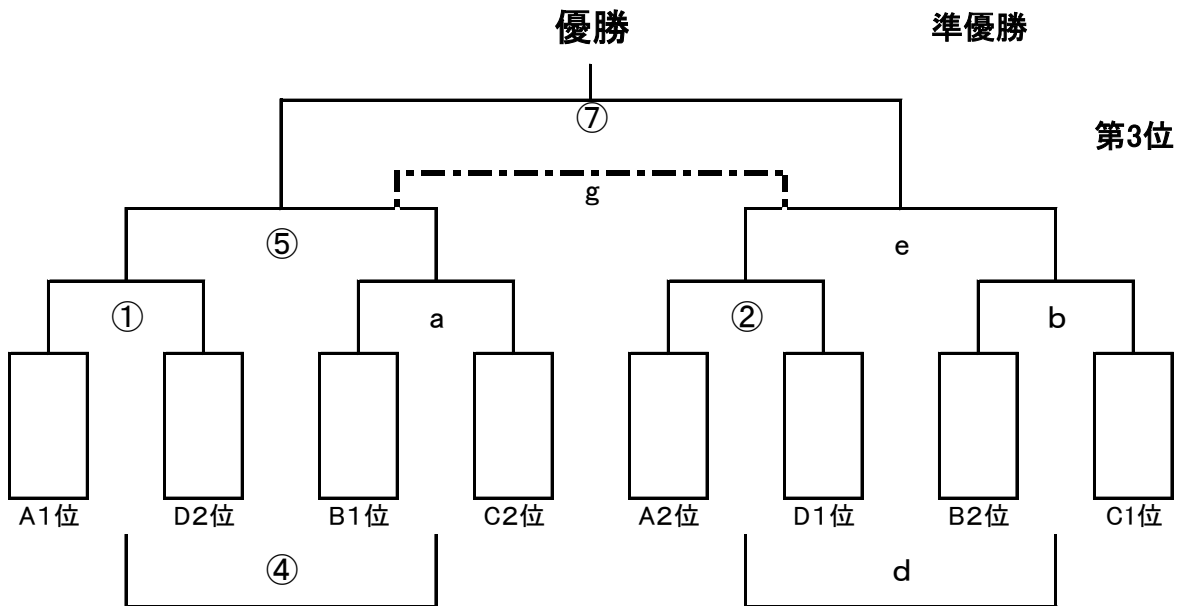 優勝
準優勝
⑦
第3位
g
⑤
e
①
a
②
b
A1位
D2位
B1位
C2位
A2位
D1位
B2位
C1位
④
d